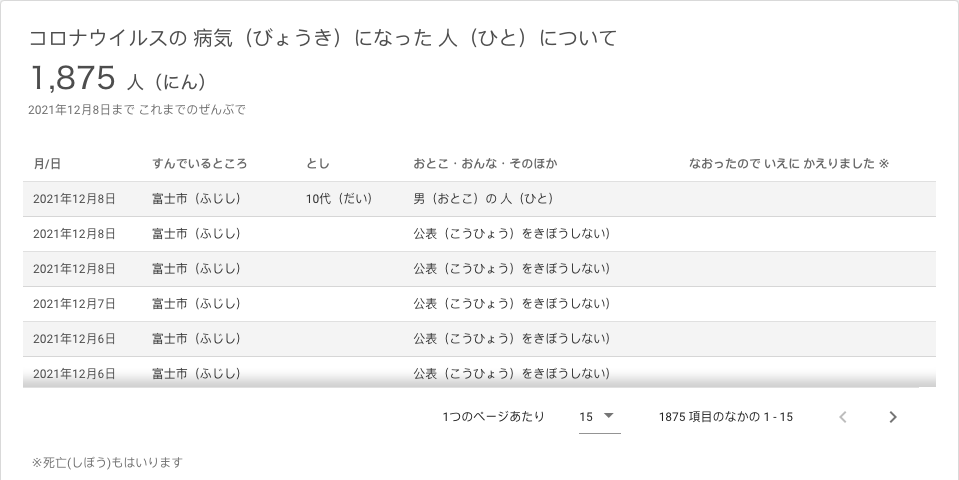 コロナウイルスの 病気（びょうき）になった 人（ひと）について
1,875 人（にん）
2021年12月8日まで これまでのぜんぶで
月/日 すんでいるところ とし おとこ・おんな・そのほか なおったので いえに かえりました ※
2021年12月8日 富士市（ふじし） 10代（だい） 男（おとこ）の 人（ひと）
2021年12月8日 富士市（ふじし） 公表（こうひょう）をきぼうしない)
2021年12月8日 富士市（ふじし） 公表（こうひょう）をきぼうしない)
2021年12月7日 富士市（ふじし） 公表（こうひょう）をきぼうしない)
2021年12月6日 富士市（ふじし） 公表（こうひょう）をきぼうしない)
2021年12月6日 富士市（ふじし） 公表（こうひょう）をきぼうしない)
1つのページあたり 15 1875 項目のなかの 1 - 15
※死亡(しぼう)もはいります